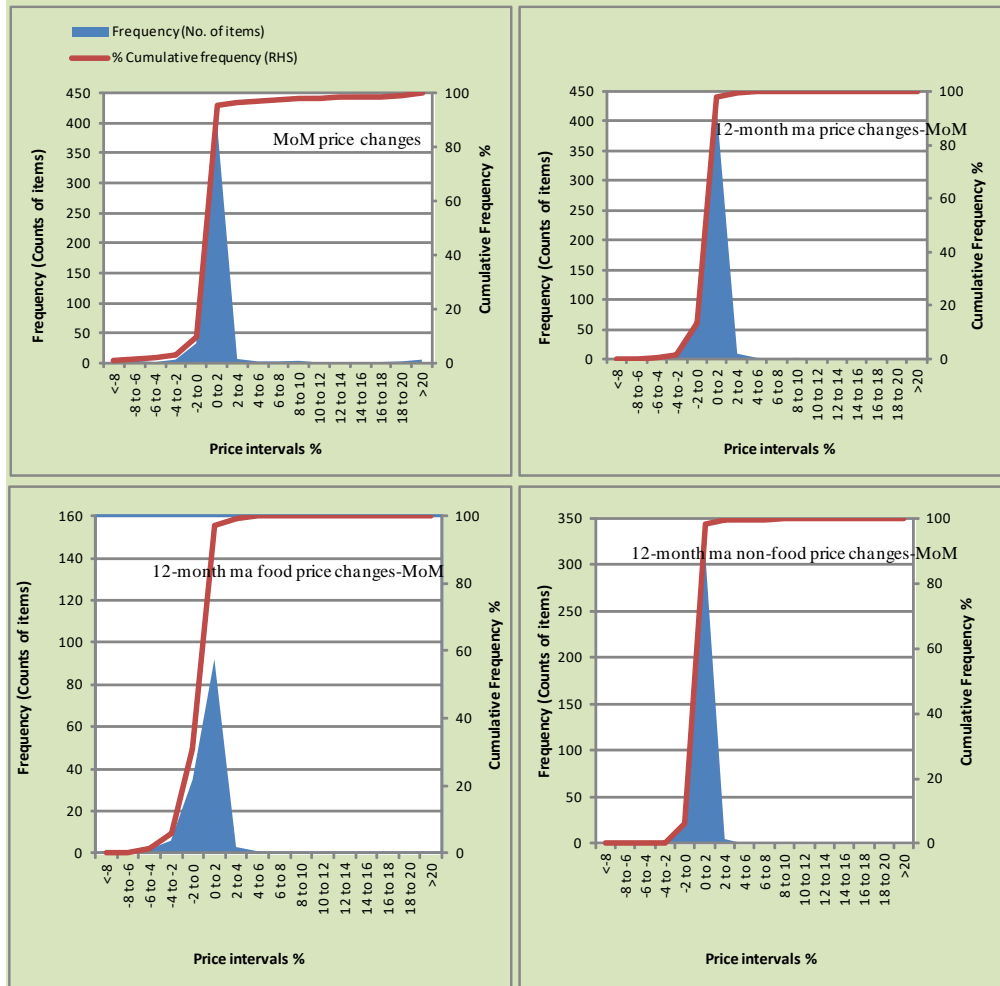 Frequency (No. of items)
% Cumulative frequency (RHS)
MoM price changes
Frequency (Counts of items)
450
400
350
300
250
200
150
100
50
0
100
80
60
40
20
0
Cumulative Frequency %
<-8
-8 to -6
-6 to -4
-4 to -2
-2 to 0
0 to 2
2 to 4
4 to 6
6 to 8
8 to 10
10 to 12
12 to 14
14 to 16
16 to 18
18 to 20
>20
Price intervals %
12-month ma price changes-MoM
Frequency (Counts of items)
450
400
350
300
250
200
150
100
50
0
100
80
60
40
20
0
Cumulative Frequency %
<-8
-8 to -6
-6 to -4
-4 to -2
-2 to 0
0 to 2
2 to 4
4 to 6
6 to 8
8 to 10
10 to 12
12 to 14
14 to 16
16 to 18
18 to 20
>20
Price intervals %
12-month ma food price changes-MoM
Frequency (Counts of items)
160
140
120
100
80
60
40
20
0
100
80
60
40
20
0
Cumulative Frequency %
<-8
-8 to -6
-6 to -4
-4 to -2
-2 to 0
0 to 2
2 to 4
4 to 6
6 to 8
8 to 10
10 to 12
12 to 14
14 to 16
16 to 18
18 to 20
>20
Price intervals %
12-month ma non-food price changes-MoM
Frequency (Counts of items)
350
300
250
200
150
100
50
0
100
80
60
40
20
0
Cumulative Frequency %
<-8
-8 to -6
-6 to -4
-4 to -2
-2 to 0
0 to 2
2 to 4
4 to 6
6 to 8
8 to 10
10 to 12
12 to 14
14 to 16
16 to 18
18 to 20
>20
Price intervals %